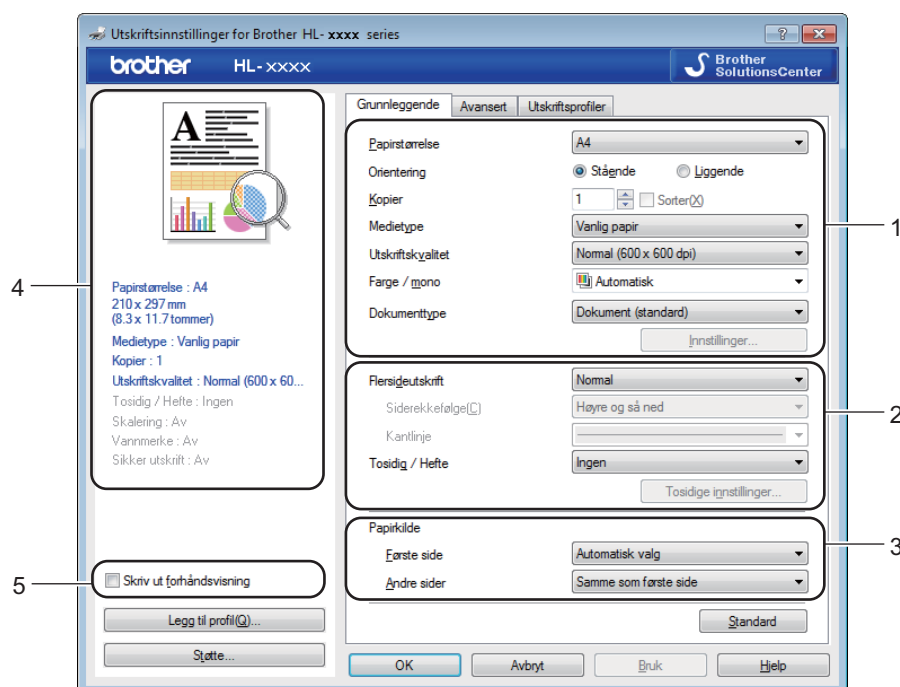 Utskriftsinnstillinger for Brother HL- xxxx series
brother HL-xxxx
Brother
SolutionsCenter
A
Papirstørrelse : A4
210 x 297 mm
(8.3 x 11.7 tommer)
Medietype : Vanlig papir
Kopier : 1
Utskriftskvalitet : Normal (600 x 60...
Tosidig / Hefte : Ingen
Skalering : Av
Vannmerke : Av
Sikker utskrift : Av
4
Skriv ut forhåndsvisning
5
Legg til profil(Q)...
Støtte...
Grunnleggende Avansert Utskriftsprofiler
Papirstørrelse A4
Orientering Stående Liggende
Kopier 1 Sorter(X)
Medietype Vanlig papir
1
Utskriftskvalitet Normal (600 x 600 dpi)
Farge / mono Automatisk
Dokumenttype Dokument (standard)
Innstillinger...
Flersideutskrift Normal
Siderekkefølge(C) Høyre og så ned
2
Kantlinje
Tosidig / Hefte Ingen
Tosidige innstillinger...
Papirkilde
Første side Automatisk valg
3
Andre sider Samme som første side
Standard
OK Avbryt Bruk Hjelp